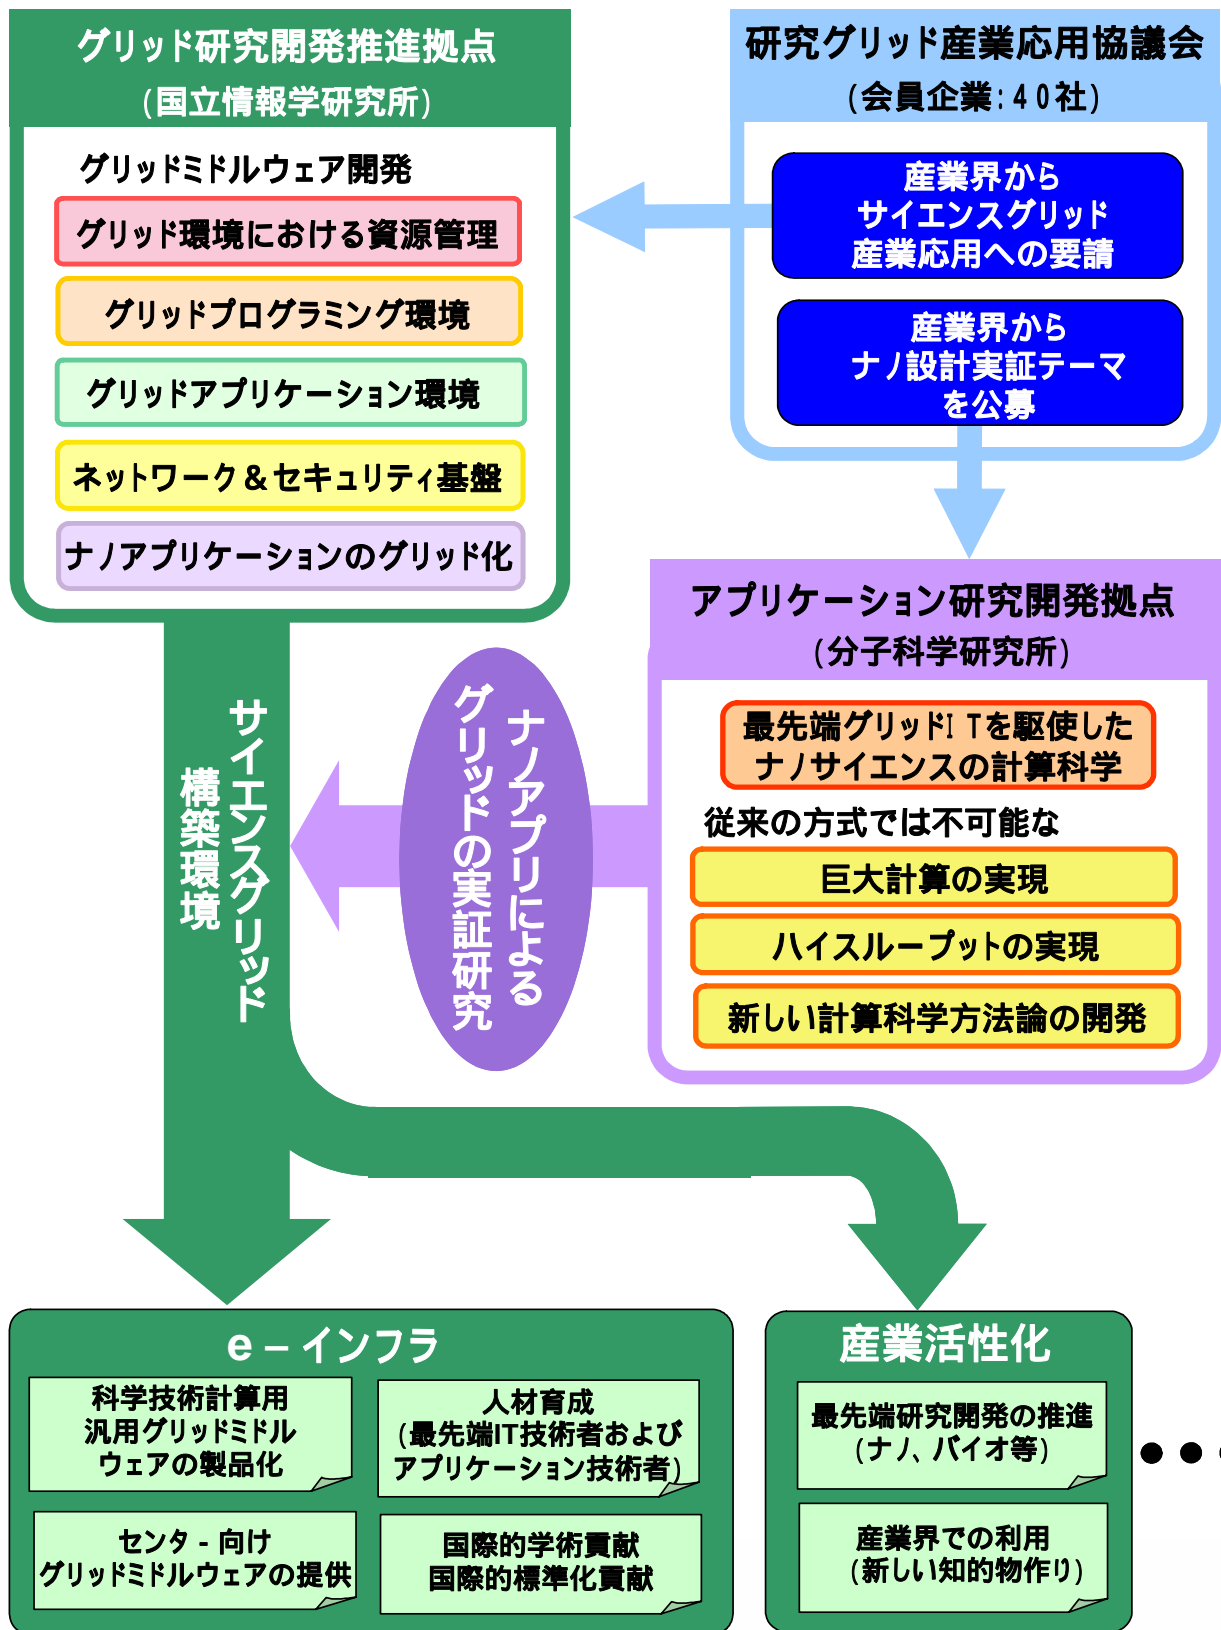 グリッド研究開発推進拠点
(国立情報学研究所)
グリッドミドルウェア開発
グリッド環境における資源管理
グリッドプログラミング環境
グリッドアプリケーション環境
ネットワーク＆セキュリティ基盤
ナノアプリケーションのグリッド化
研究グリッド産業応用協議会
(会員企業:40社)
産業界から
サイエンスグリッド
産業応用への要請
産業界から
ナノ設計実証テーマ
を公募
アプリケーション研究開発拠点
(分子科学研究所)
最先端グリッドITを駆使した
ナノサイエンスの計算科学
従来の方式では不可能な
巨大計算の実現
ハイスループットの実現
新しい計算科学方法論の開発
ナノアプリによる
グリッドの実証研究
サイエンスグリッド
構築環境
e－インフラ
科学技術計算用
汎用グリッドミドル
ウェアの製品化
人材育成
(最先端IT技術者および
アプリケーション技術者)
センタ-向け
グリッドミドルウェアの提供
国際的学術貢献
国際的標準化貢献
産業活性化
最先端研究開発の推進
(ナノ、バイオ等)
産業界での利用
(新しい知的物作り)